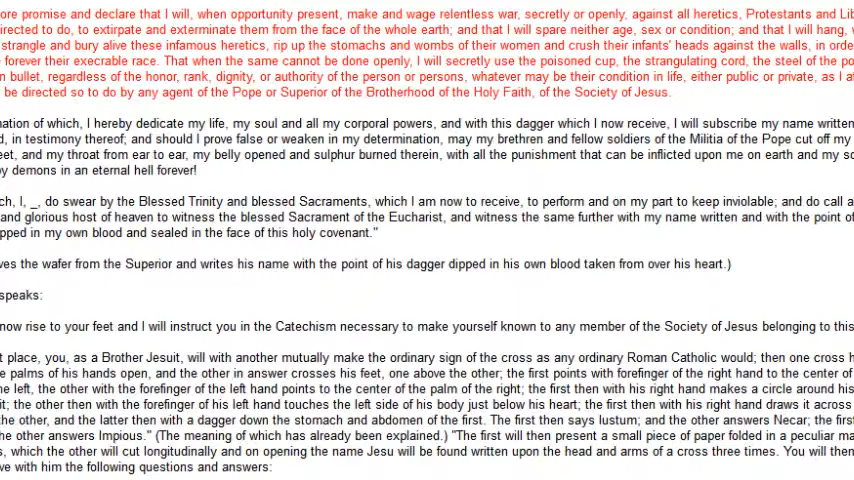 ore promise and declare that I will, when opportunity present, make and wage relentless war, secretly or openly, against all heretics, Protestants and Lib
irected to do, to extirpate and exterminate them from the face of the whole earth; and that I will spare neither age, sex or condition; and that I will hang, w
strangle and bury alive these infamous heretics, rip up the stomachs and wombs of their women and crush their infants' heads against the walls, in orde
forever their execrable race. That when the same cannot be done openly, I will secretly use the poisoned cup, the strangulating cord, the steel of the po
n bullet, regardless of the honor, rank, dignity, or authority of the person or persons, whatever may be their condition in life, either public or private, as I at
be directed so to do by any agent of the Pope or Superior of the Brotherhood of the Holy Faith, of the Society of Jesus.
nation of which, I hereby dedicate my life, my soul and all my corporal powers, and with this dagger which I now receive, I will subscribe my name written
d, in testimony thereof; and should I prove false or weaken in my determination, may my brethren and fellow soldiers of the Militia of the Pope cut off my
eet, and my throat from ear to ear, my belly opened and sulphur burned therein, with all the punishment that can be inflicted upon me on earth and my so
by demons in an eternal hell forever!
ch, I, _, do swear by the Blessed Trinity and blessed Sacraments, which I am now to receive, to perform and on my part to keep inviolable; and do call a
and glorious host of heaven to witness the blessed Sacrament of the Eucharist, and witness the same further with my name written and with the point of
pped in my own blood and sealed in the face of this holy covenant."
ves the wafer from the Superior and writes his name with the point of his dagger dipped in his own blood taken from over his heart.)
speaks:
now rise to your feet and I will instruct you in the Catechism necessary to make yourself known to any member of the Society of Jesus belonging to this
t place, you, as a Brother Jesuit, will with another mutually make the ordinary sign of the cross as any ordinary Roman Catholic would; then one cross h
e palms of his hands open, and the other in answer crosses his feet, one above the other; the first points with forefinger of the right hand to the center of
he left, the other with the forefinger of the left hand points to the center of the palm of the right; the first then with his right hand makes a circle around his
it; the other then with the forefinger of his left hand touches the left side of his body just below his heart; the first then with his right hand draws it across
the other, and the latter then with a dagger down the stomach and abdomen of the first. The first then says Iustum; and the other answers Necar; the firs
he other answers Impious." (The meaning of which has already been explained.) "The first will then present a small piece of paper folded in a peculiar ma
s, which the other will cut longitudinally and on opening the name Jesu will be found written upon the head and arms of a cross three times. You will then
ve with him the following questions and answers: